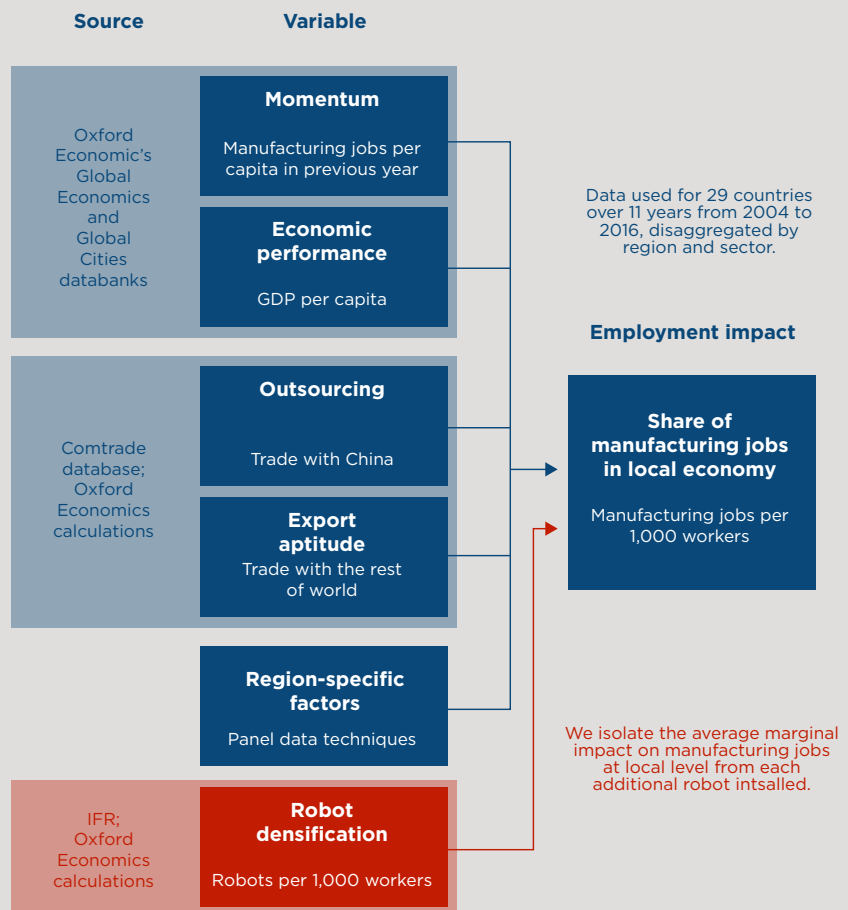 Source
Variable
Oxford
Economic's
Global
Economics
and
Global
Cities
databanks
Momentum
Manufacturing jobs per
capita in previous year
Economic
performance
GDP per capita
Comtrade
database;
Oxford
Economics
calculations
Outsourcing
Trade with China
Export
aptitude
Trade with the rest
of world
Region-specific
factors
Panel data techniques
IFR;
Oxford
Economics
calculations
Robot
densification
Robots per 1,000 workers
Data used for 29 countries
over 11 years from 2004 to
2016, disaggregated by
region and sector.
Employment impact
Share of
manufacturing jobs
in local economy
Manufacturing jobs per
1,000 workers
We isolate the average marginal
impact on manufacturing jobs
at local level from each
additional robot intsalled.